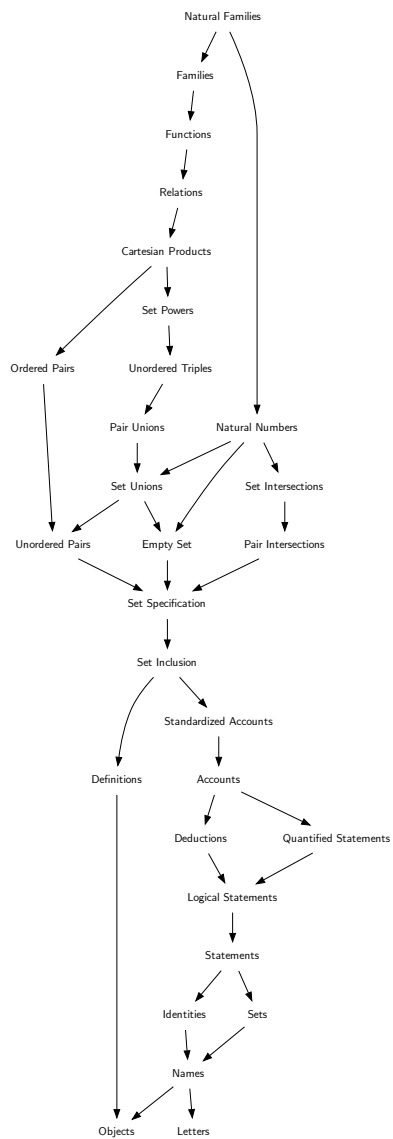 Natural Families
Families
Functions
Relations
Cartesian Products
Set Powers
Ordered Pairs
Unordered Triples
Pair Unions
Natural Numbers
Set Unions
Set Intersections
Unordered Pairs
Empty Set
Pair Intersections
Set Specification
Set Inclusion
Standardized Accounts
Definitions
Accounts
Deductions
Quantified Statements
Logical Statements
Statements
Identities
Sets
Names
Objects
Letters